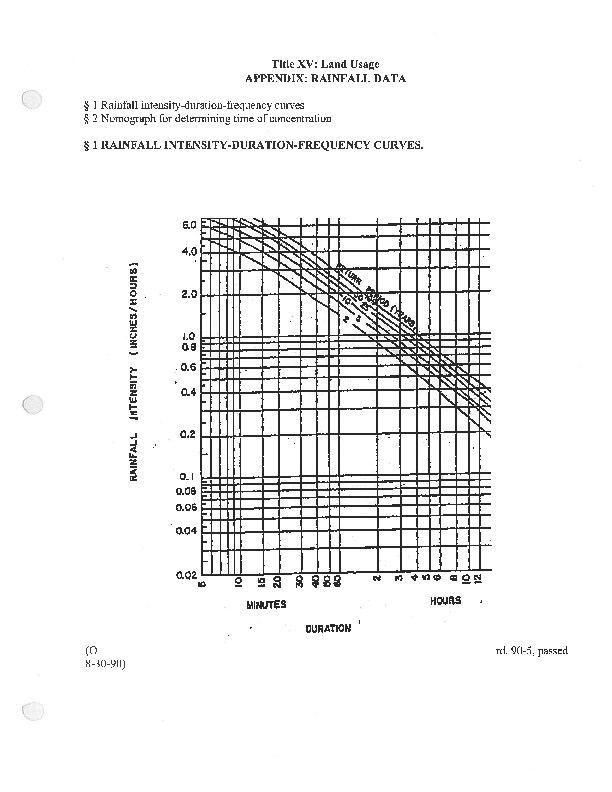 Title XV: Land Usage
APPENDIX: RAINFALL DATA
§ 1 Rainfall intensity-duration-frequency curves
§ 2 Nomograph for determining time of concentration
§ 1 RAINFALL INTENSITY-DURATION-FREQUENCY CURVES.
RAINFALL INTENSITY (INCHES/HOURS)
6.0
4.0
2.0
1.0
0.8
0.6
0.4
0.2
0.1
0.08
0.06
0.04
0.02
RETURN PERIOD (YEARS)
25
10
5
2
5 10 15 20 30 40 50 60 2 3 4 5 6 8 10 12
MINUTES HOURS
DURATION
(O rd. 90-5, passed
8-30-90)